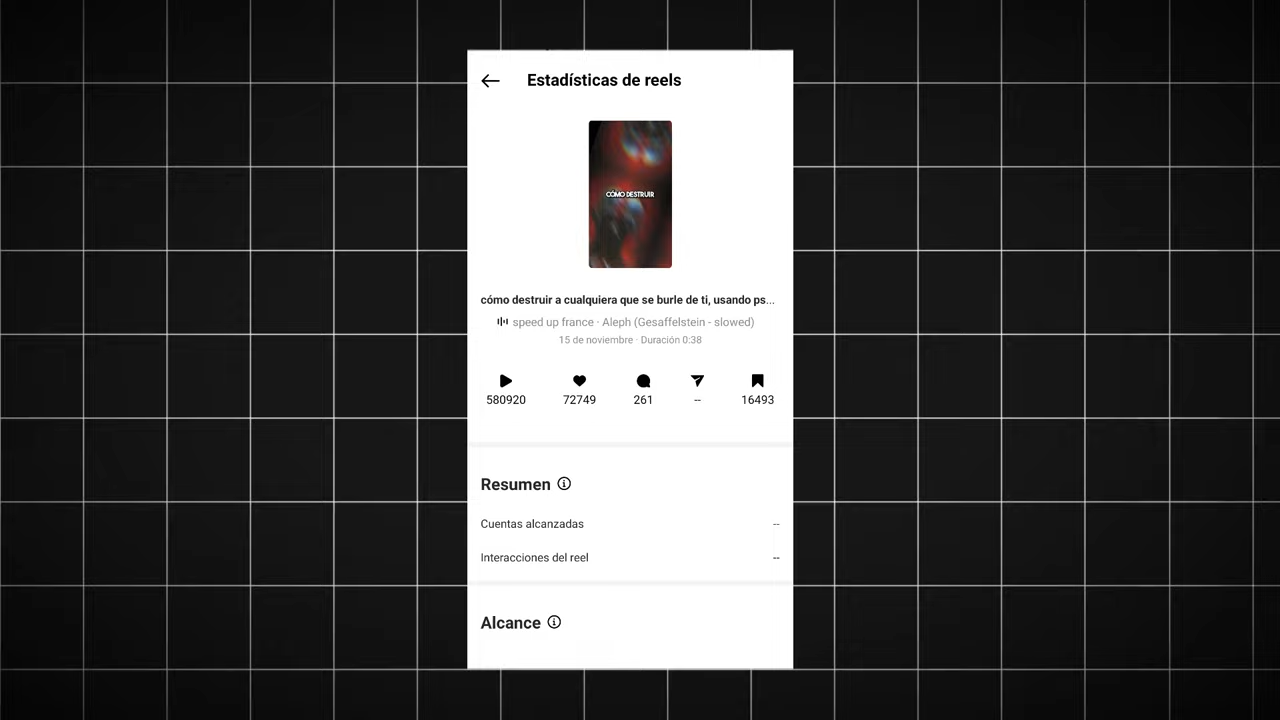 Estadísticas de reels
CÓMO DESTRUIR
cómo destruir a cualquiera que se burle de ti, usando ps...
speed up france · Aleph (Gesaffelstein - slowed)
15 de noviembre · Duración 0:38
580920 72749 261 -- 16493
Resumen
Cuentas alcanzadas --
Interacciones del reel --
Alcance